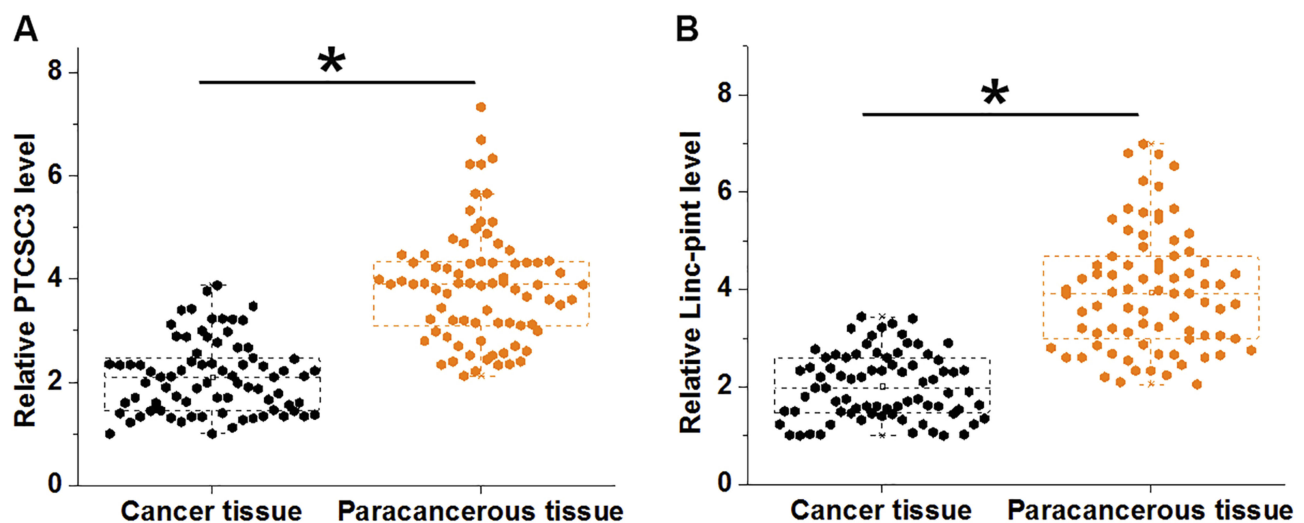 A
Relative PTCSC3 level
8
6
4
2
0
*
Cancer tissue
Paracancerous tissue
B
Relative Linc-pint level
8
6
4
2
0
*
Cancer tissue
Paracancerous tissue